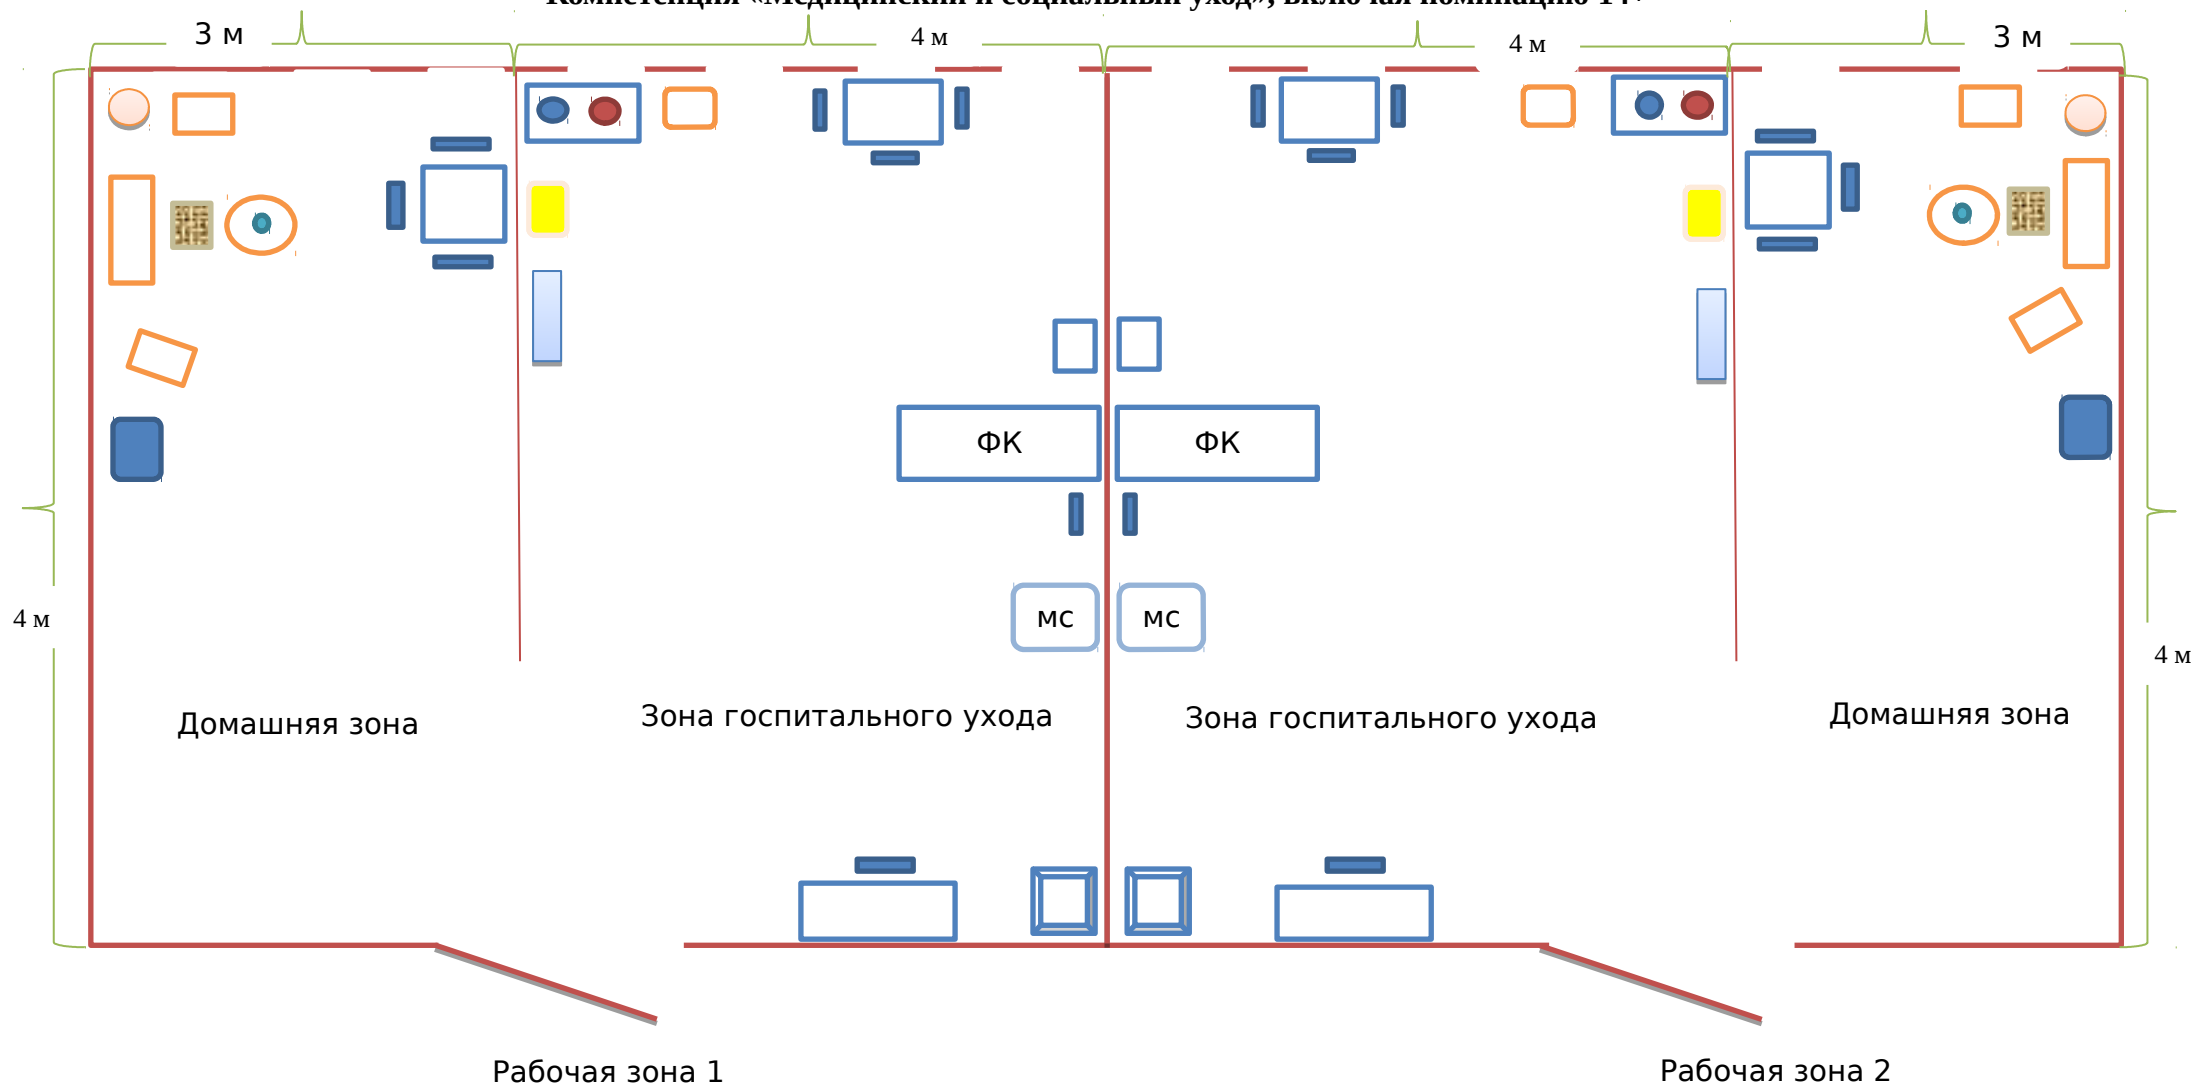 3 м
4 м
4 м
3 м
ФК
ФК
4 м
мс
мс
4 м
Домашняя зона
Зона госпитального ухода
Зона госпитального ухода
Домашняя зона
Рабочая зона 1
Рабочая зона 2